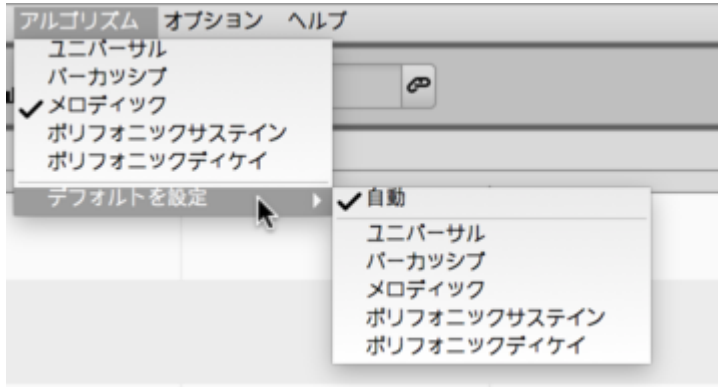 アルゴリズム オプション ヘルプ
ユニバーサル
パーカッシブ
メロディック
ポリフォニックサステイン
ポリフォニックディケイ
デフォルトを設定
自動
ユニバーサル
パーカッシブ
メロディック
ポリフォニックサステイン
ポリフォニックディケイ